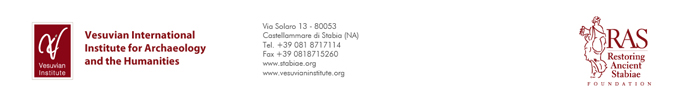 Vesuvian
Institute
Vesuvian International
Institute for Archaeology
and the Humanities
Via Solaro 13 - 80053
Castellammare di Stabia (NA)
Tel. +39 081 8717114
Fax +39 0818715260
www.stabiae.org
www.vesuvianinstitute.org
RAS
Restoring
Ancient
Stabiae
FOUNDATION